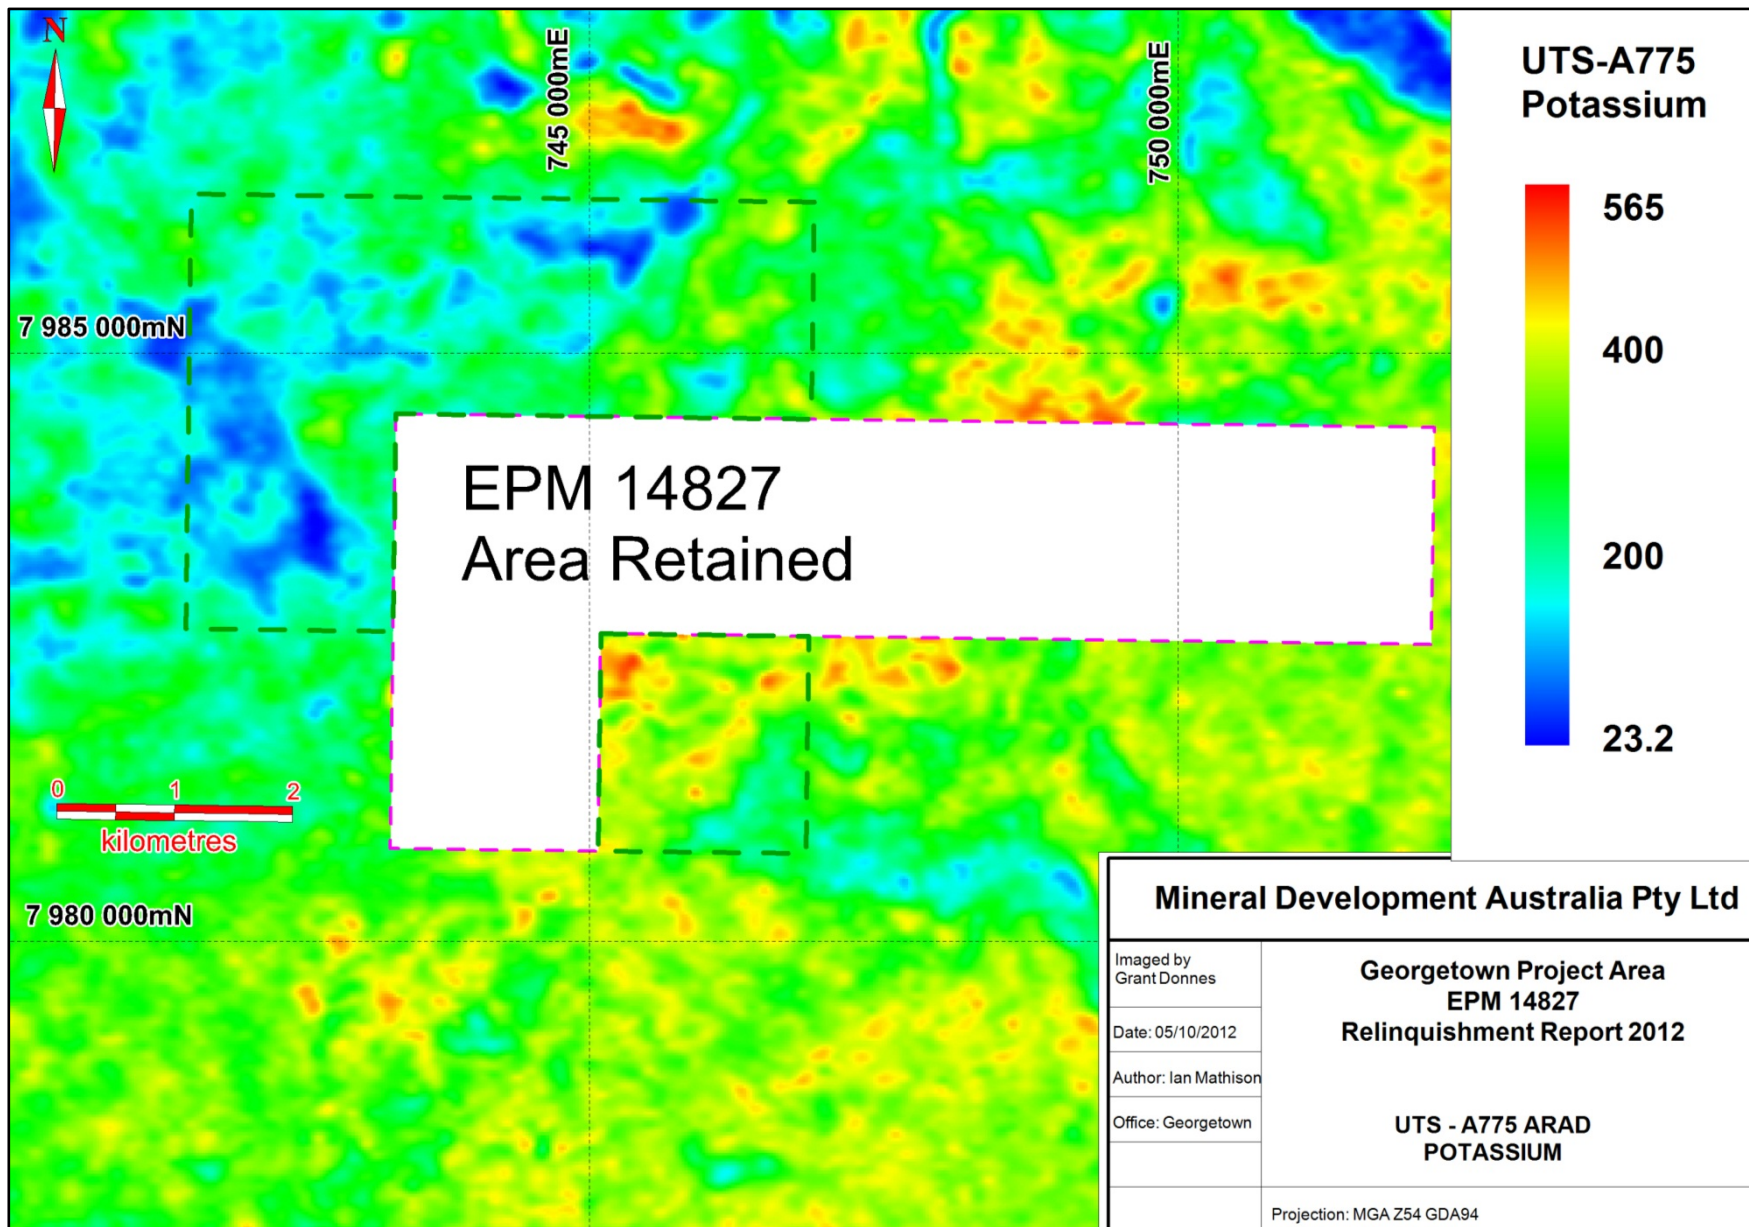 N
745 000mE
750 000mE
7 985 000mN
EPM 14827
Area Retained
0 1 2
kilometres
7 980 000mN
UTS-A775
Potassium
565
400
200
23.2
Mineral Development Australia Pty Ltd
Imaged by
Grant Donnes
Date: 05/10/2012
Author: Ian Mathison
Office: Georgetown
Georgetown Project Area
EPM 14827
Relinquishment Report 2012
UTS - A775 ARAD
POTASSIUM
Projection: MGA Z54 GDA94